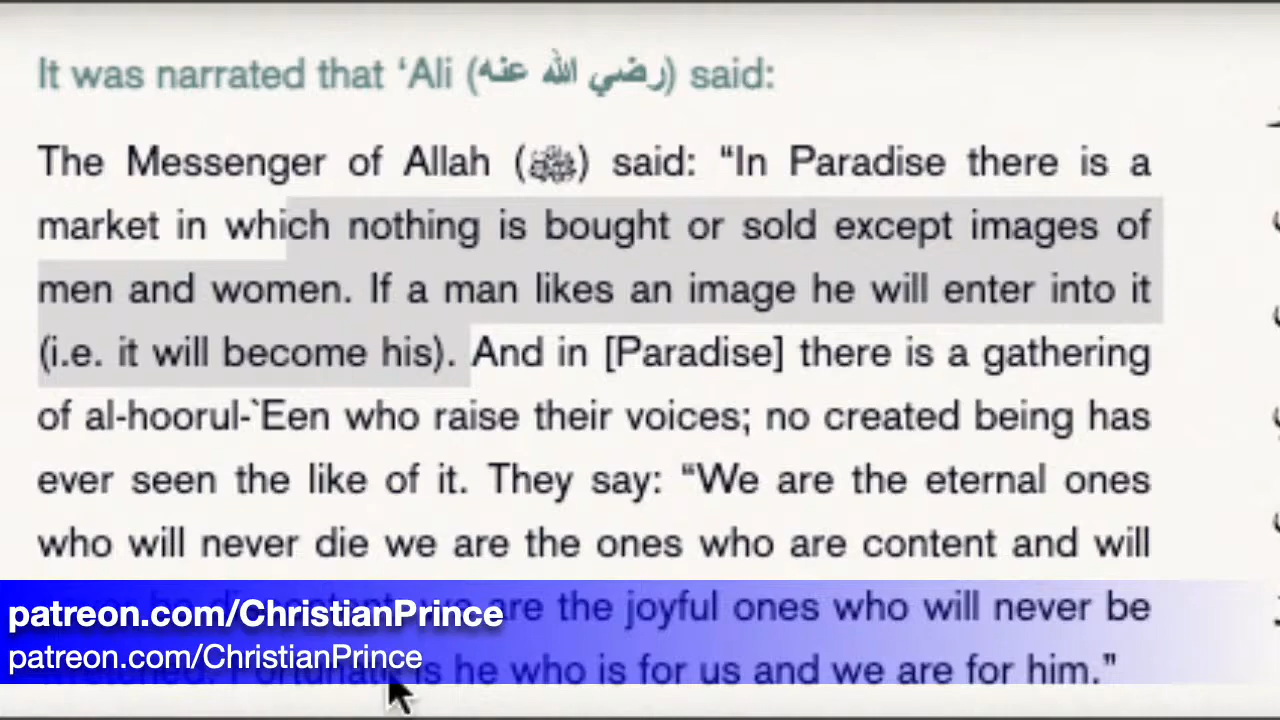 It was narrated that ‘Ali (رضي الله عنه) said:
The Messenger of Allah (ﷺ) said: “In Paradise there is a
market in which nothing is bought or sold except images of
men and women. If a man likes an image he will enter into it
(i.e. it will become his). And in [Paradise] there is a gathering
of al-hoorul-`Een who raise their voices; no created being has
ever seen the like of it. They say: “We are the eternal ones
who will never die we are the ones who are content and will
are the joyful ones who will never be
patreon.com/ChristianPrince
patreon.com/ChristianPrince
is he who is for us and we are for him.”